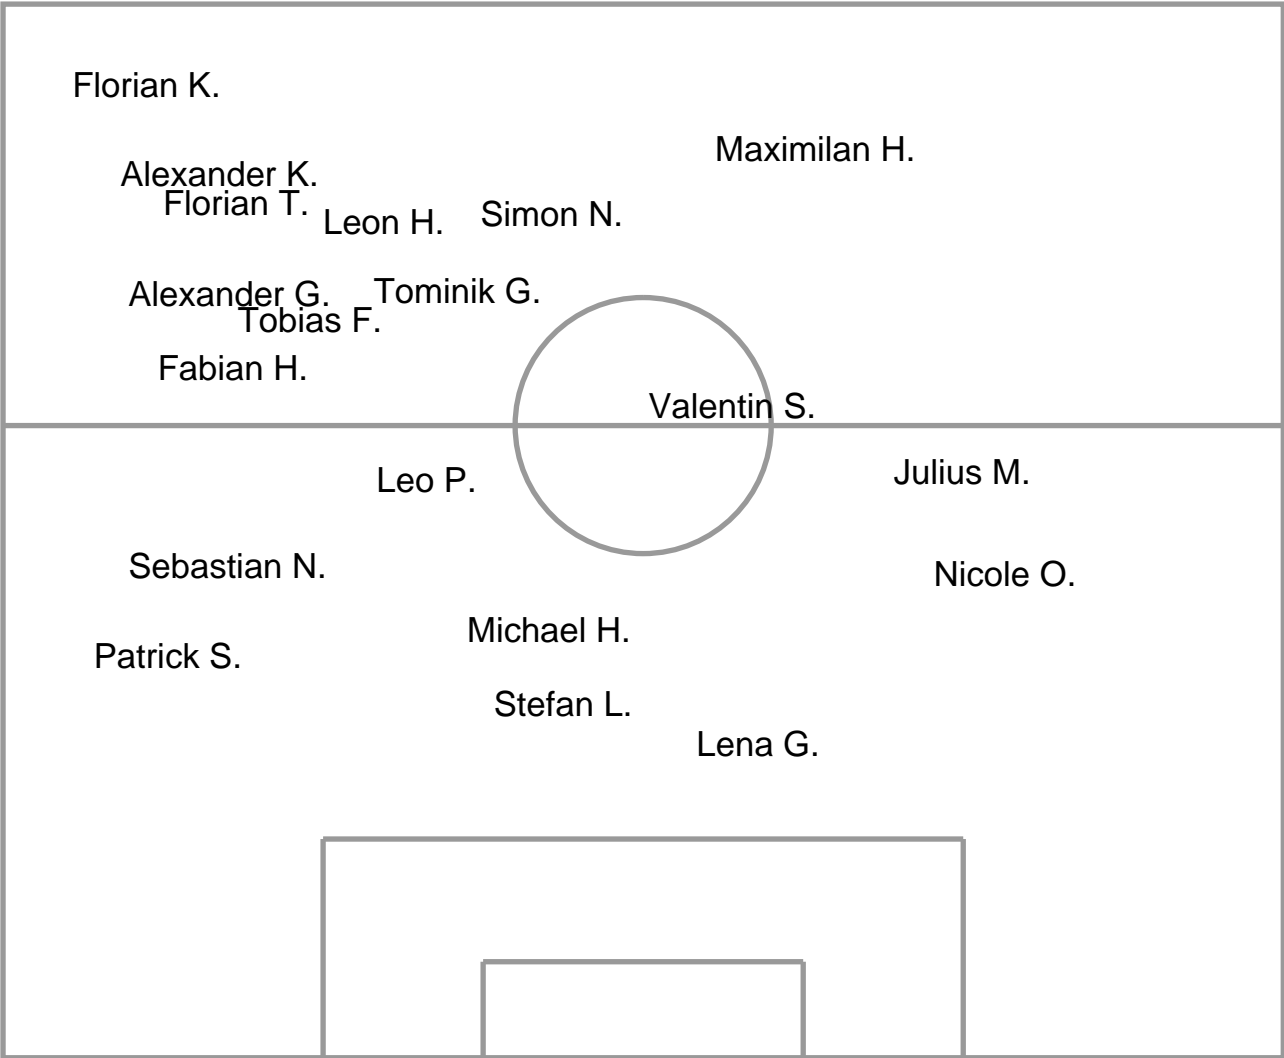 Florian K.
Maximilan H.
Alexander K.
Florian T.
Leon H.
Simon N.
Alexander G.
Tominik G.
Tobias F.
Fabian H.
Valentin S.
Leo P.
Julius M.
Sebastian N.
Nicole O.
Michael H.
Patrick S.
Stefan L.
Lena G.